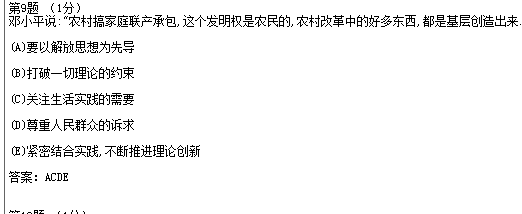 第9题 (1分)
邓小平说:"农村搞家庭联产承包,这个发明权是农民的,农村改革中的好多东西,都是基层创造出来.
(A)要以解放思想为先导
(B)打破一切理论的约束
(C)关注生活实践的需要
(D)尊重人民群众的诉求
(E)紧密结合实践,不断推进理论创新
答案: ACDE